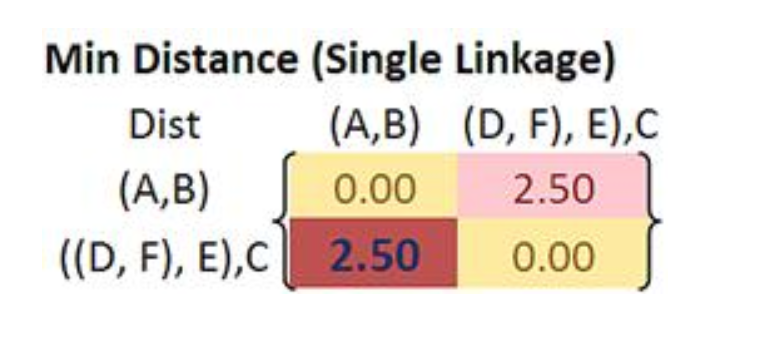 Min Distance (Single Linkage)
Dist (A,B) (D, F), E),C
(A,B) 0.00 2.50
((D, F), E),C 2.50 0.00